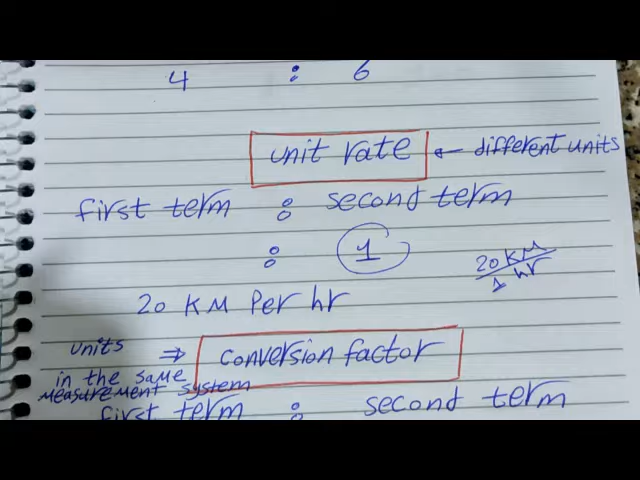 4 : 6
unit rate ← different units
first term : second term
: 1
20 KM
1 hr
20 KM Per hr
units ⇒ conversion factor
in the same
measurement system
first term : second term